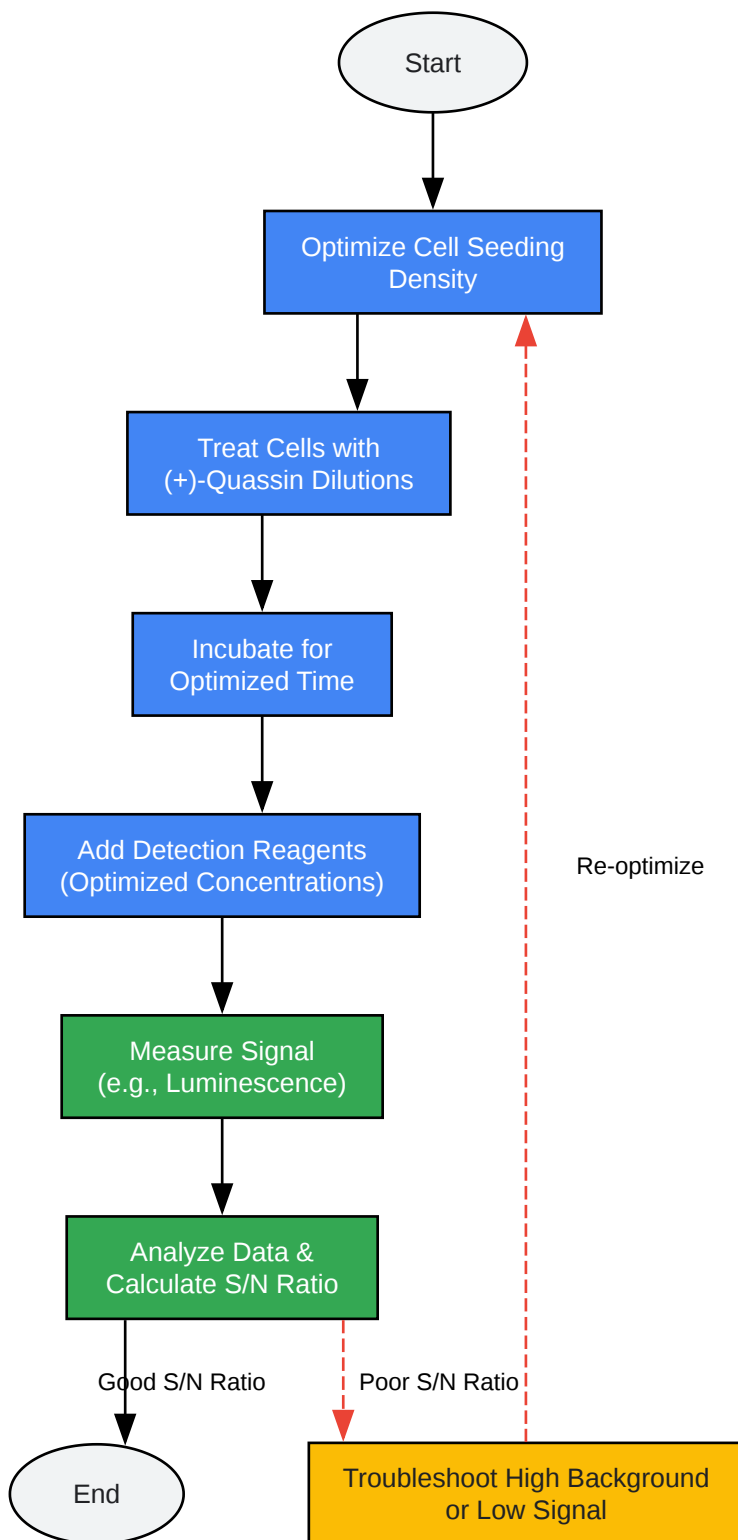 Start
Optimize Cell Seeding
Density
Treat Cells with
(+)-Quassin Dilutions
Incubate for
Optimized Time
Add Detection Reagents
(Optimized Concentrations)
Re-optimize
Measure Signal
(e.g., Luminescence)
Analyze Data &
Calculate S/N Ratio
Good S/N Ratio
Poor S/N Ratio
End
Troubleshoot High Background
or Low Signal